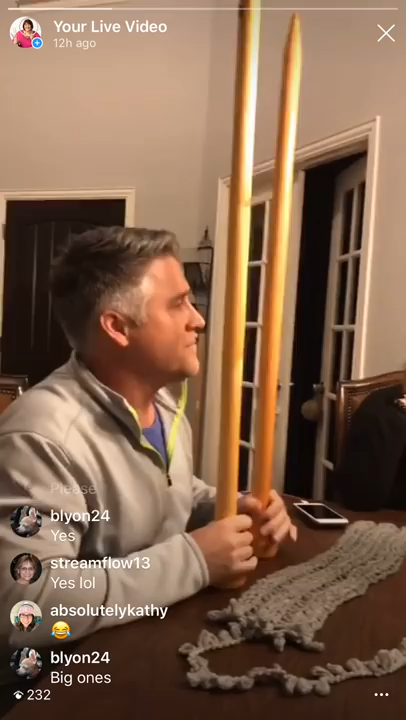 Your Live Video
12h ago
Please
blyon24
Yes
streamflow13
Yes lol
absolutelykathy
😂
blyon24
Big ones
232